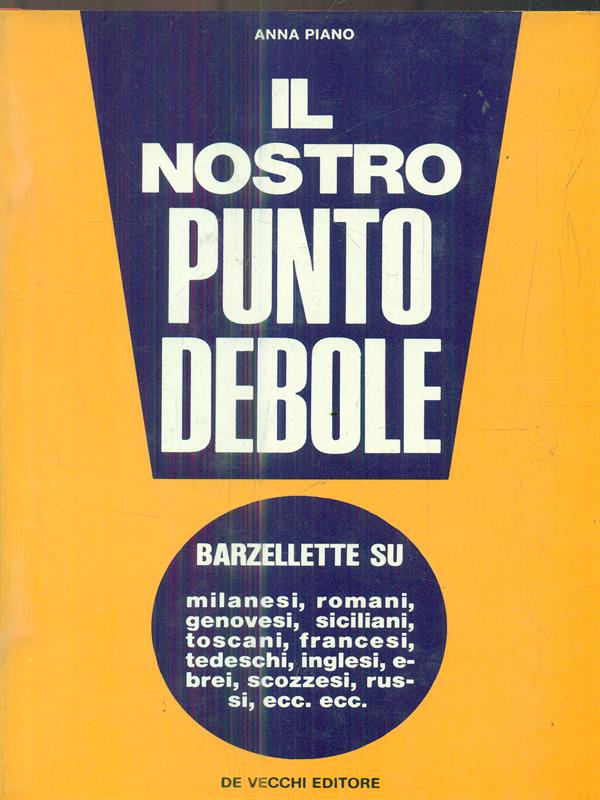 ANNA PIANO
IL
NOSTRO
PUNTO
DEBOLE
BARZELLETTE SU
milanesi, romani,
genovesi, siciliani,
toscani, francesi,
tedeschi, inglesi, e-
brei, scozzesi, rus-
si, ecc. ecc.
DE VECCHI EDITORE